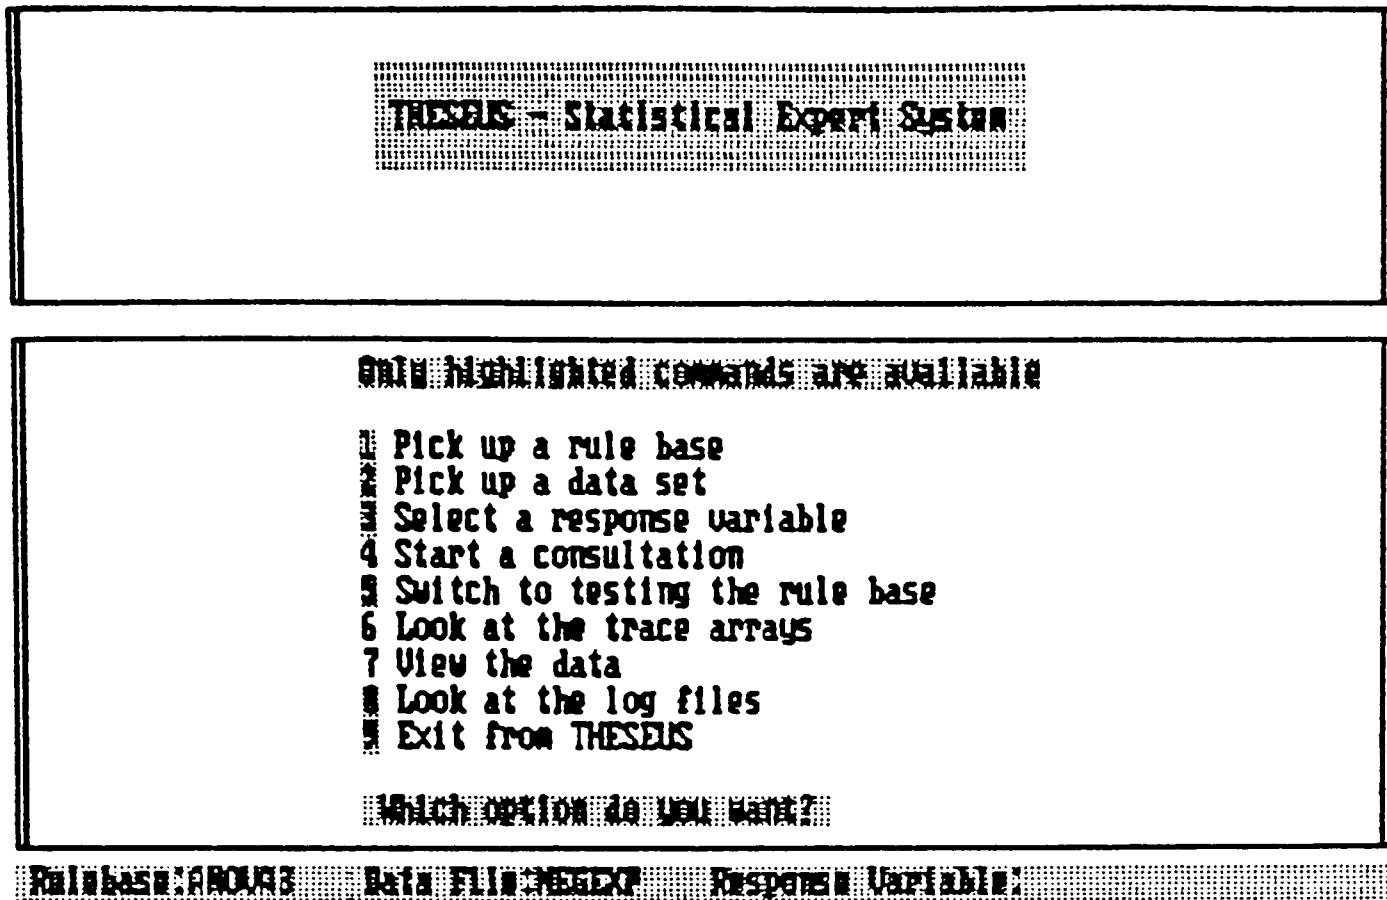 THESEUS - Statistical Expert System
Only highlighted commands are available
1 Pick up a rule base
2 Pick up a data set
3 Select a response variable
4 Start a consultation
5 Switch to testing the rule base
6 Look at the trace arrays
7 View the data
8 Look at the log files
9 Exit from THESEUS
Which option do you want?
Rulebase: Data File: Response Variable: